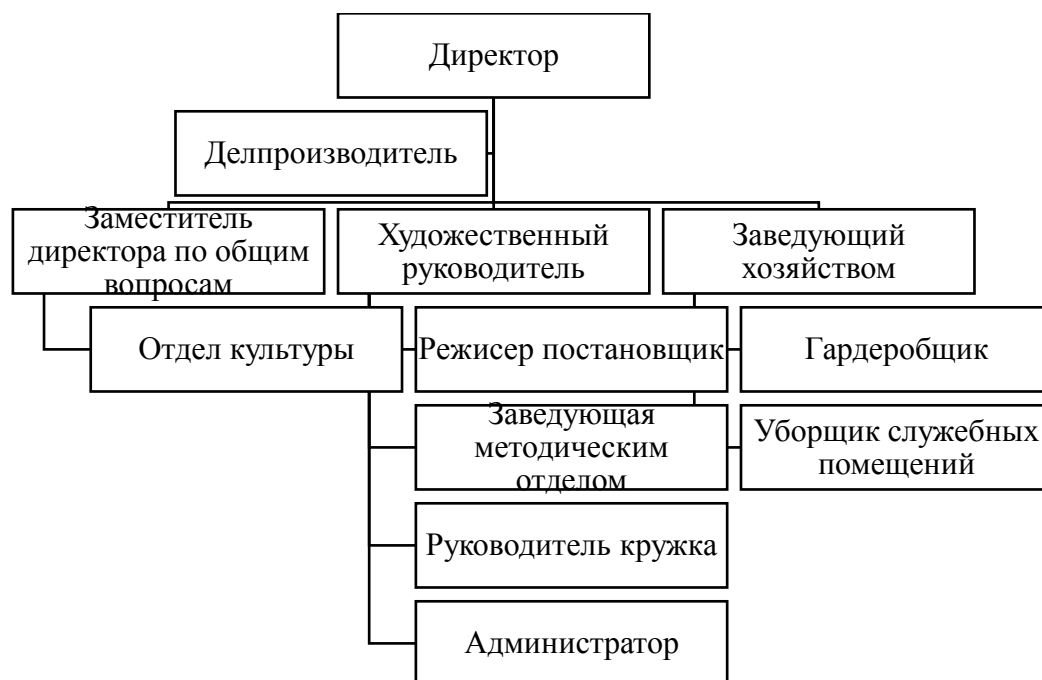 Директор
Делпроизводитель
Заместитель
директора по общим
вопросам
Художественный
руководитель
Заведующий
хозяйством
Отдел культуры
Режисер постановщик
Гардеробщик
Заведующая
методическим
отделом
Уборщик служебных
помещений
Руководитель кружка
Администратор